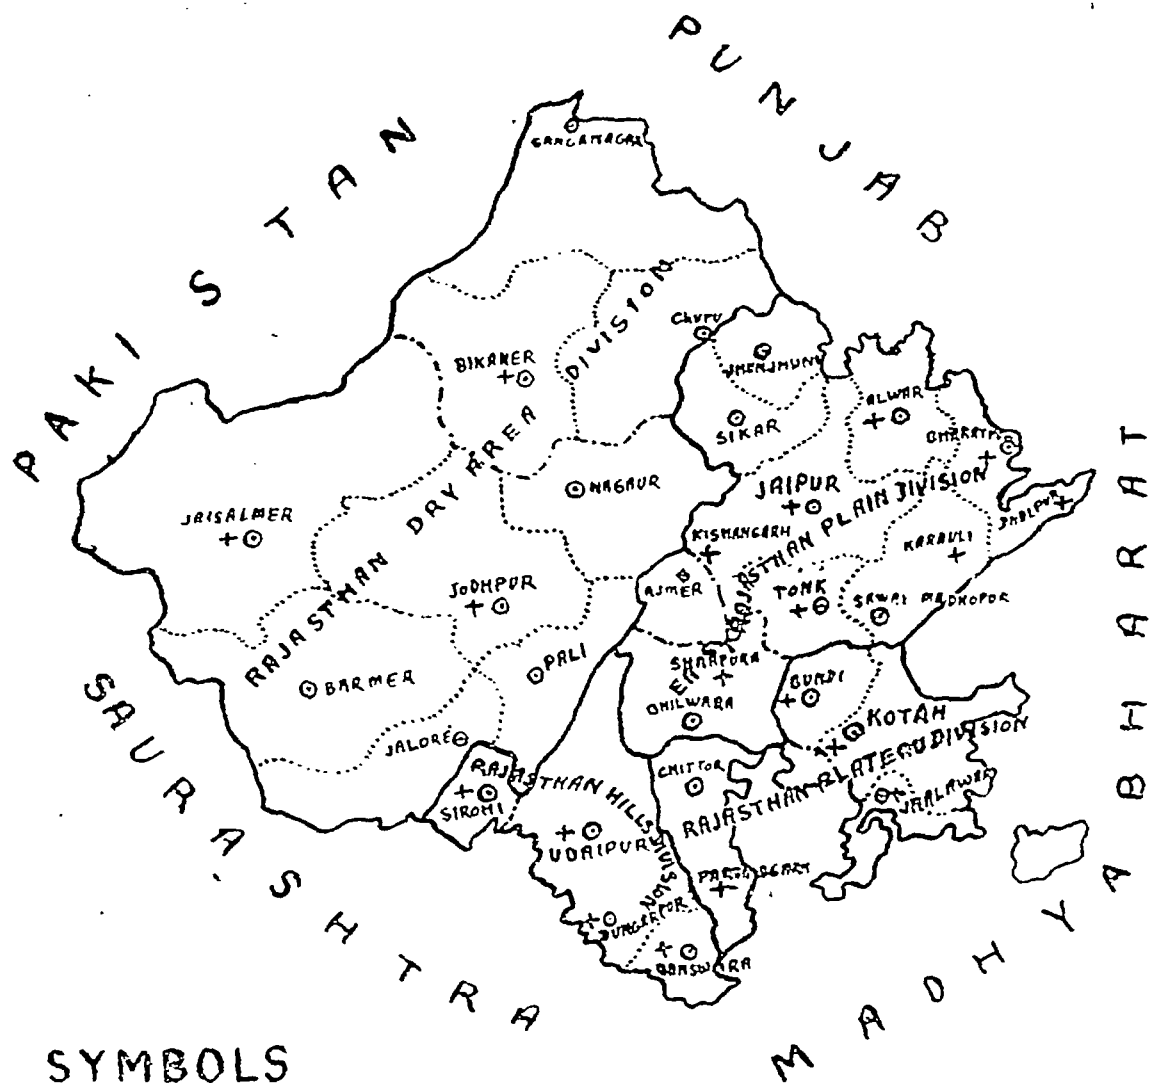 PUNJAB
PAKISTAN
GANGANAGAR
CHURU
BIKANER
JHUNJHUNU
SIKAR
ALWAR
BHARATPUR
NAGAUR
JAIPUR
DHOLPUR
JAISALMER
KISHANGARH
KARAULI
AJMER
JODHPUR
TONK
SAWAI MADHOPUR
RAJASTHAN DRY AREA DIVISION
RAJASTHAN PLAIN DIVISION
PALI
SHAHPURA
BARMER
BUNDI
BHILWARA
KOTAH
JALORE
CHITTOR
RAJASTHAN HILLS DIVISION
RAJASTHAN PLATEAU DIVISION
SIROHI
JHALAWAR
UDAIPUR
PARTABGARH
DUNGARPUR
BANSWARA
SAURASHTRA
MADHYA BHARAT
SYMBOLS